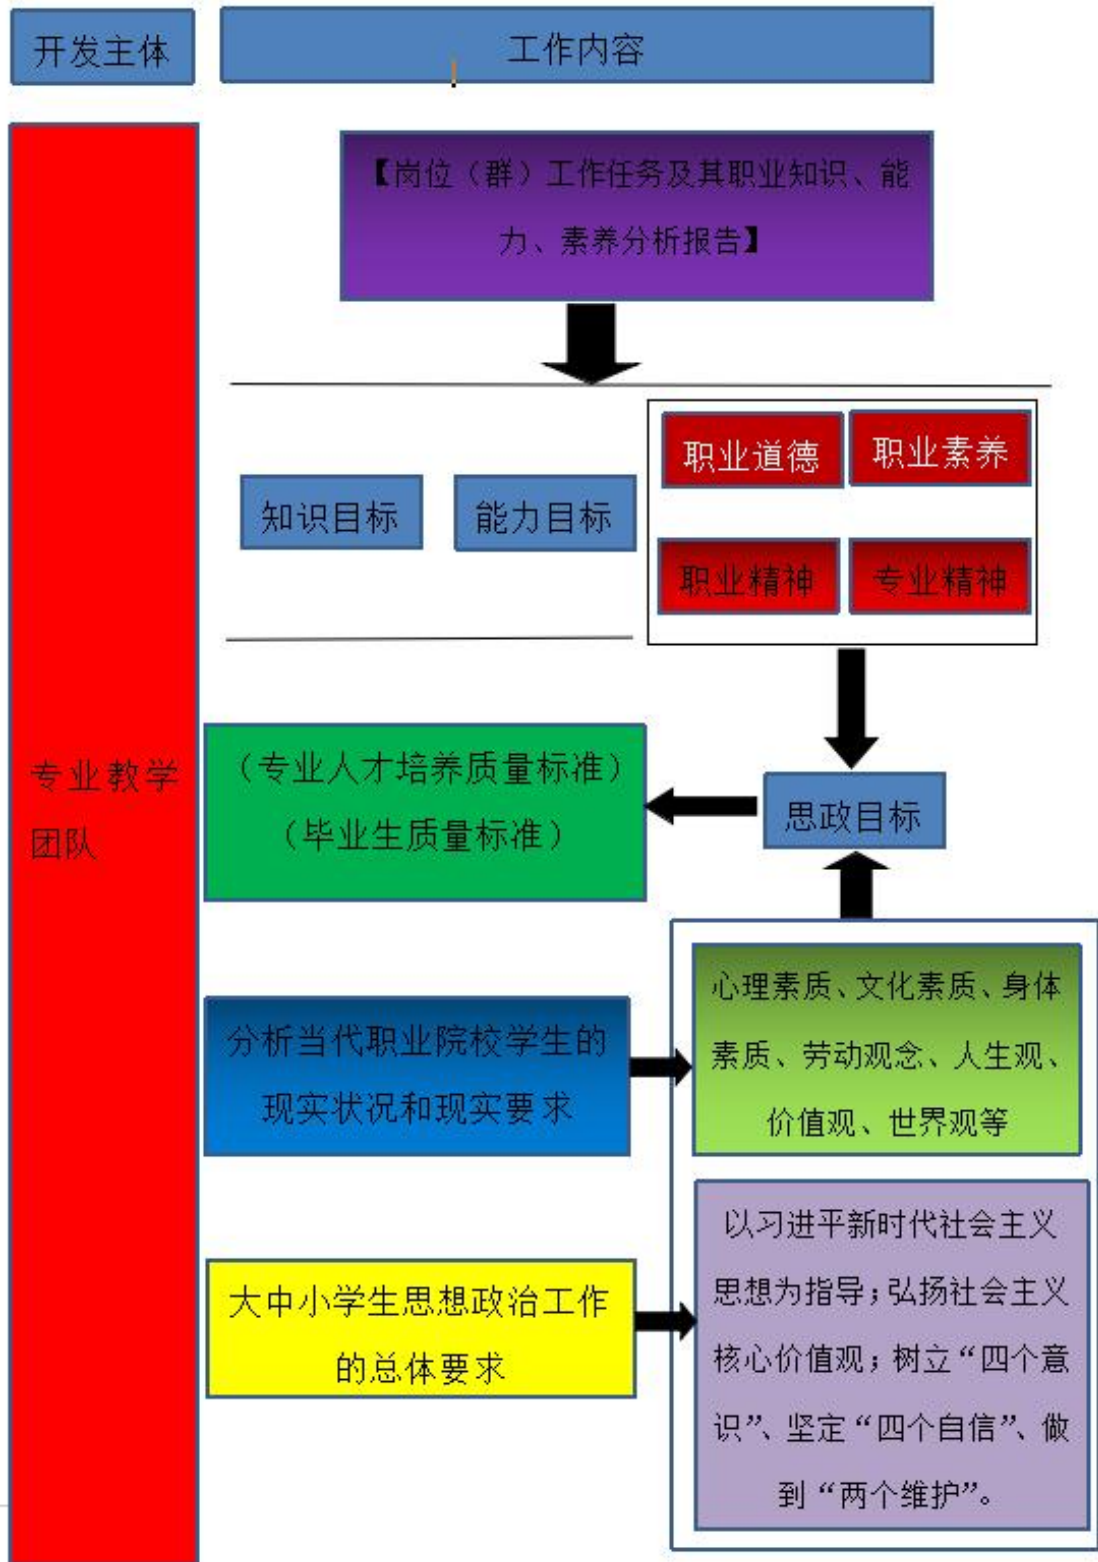 开发主体
工作内容
【岗位（群）工作任务及其职业知识、能
力、素养分析报告】
职业道德
职业素养
知识目标
能力目标
职业精神
专业精神
专业教学
团队
（专业人才培养质量标准）
（毕业生质量标准）
思政目标
分析当代职业院校学生的
现实状况和现实要求
心理素质、文化素质、身体
素质、劳动观念、人生观、
价值观、世界观等
大中小学生思想政治工作
的总体要求
以习进平新时代社会主义
思想为指导；弘扬社会主义
核心价值观；树立“四个意
识”、坚定“四个自信”、做
到“两个维护”。